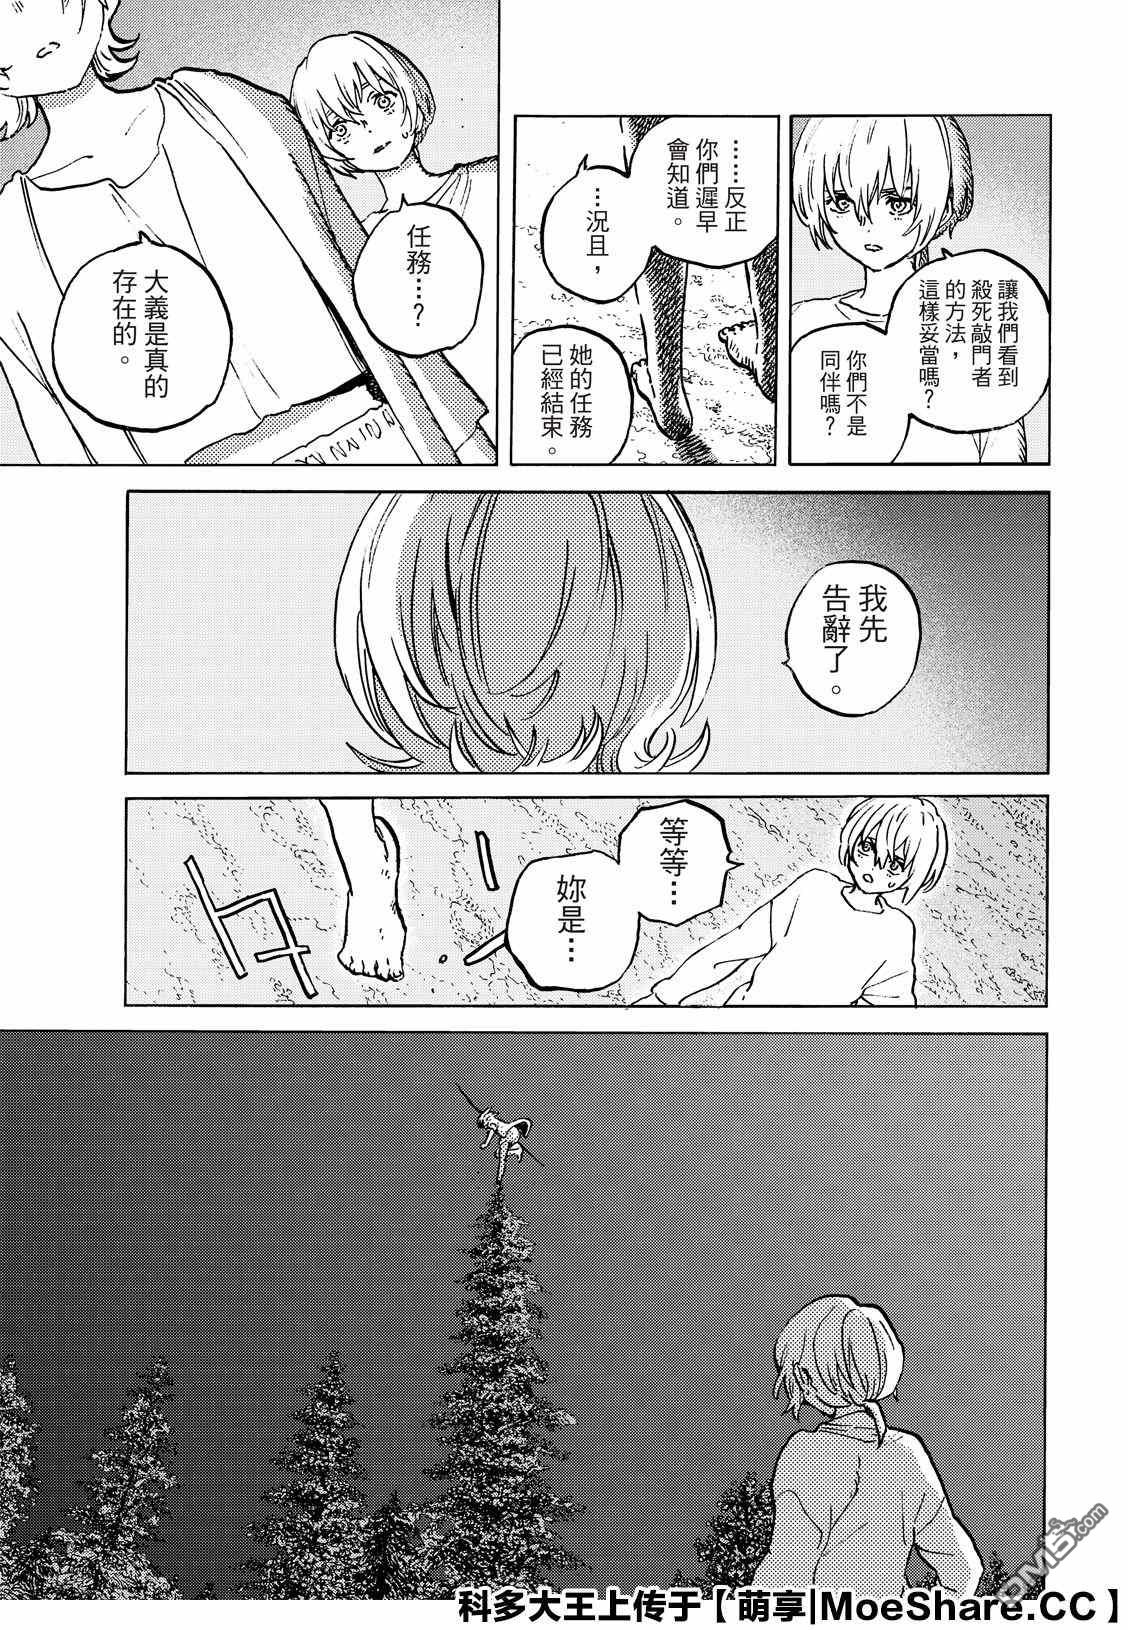 讓我們看到
殺死敲門者
的方法，
這樣妥當嗎？
你們不是
同伴嗎？
……反正
你們遲早
會知道。
…況且，
她的任務
已經結束。
任務…？
大義是真的
存在的。
我先
告辭了。
等等…
妳是…
科多大王上传于【萌享|MoeShare.CC】
DM5.com